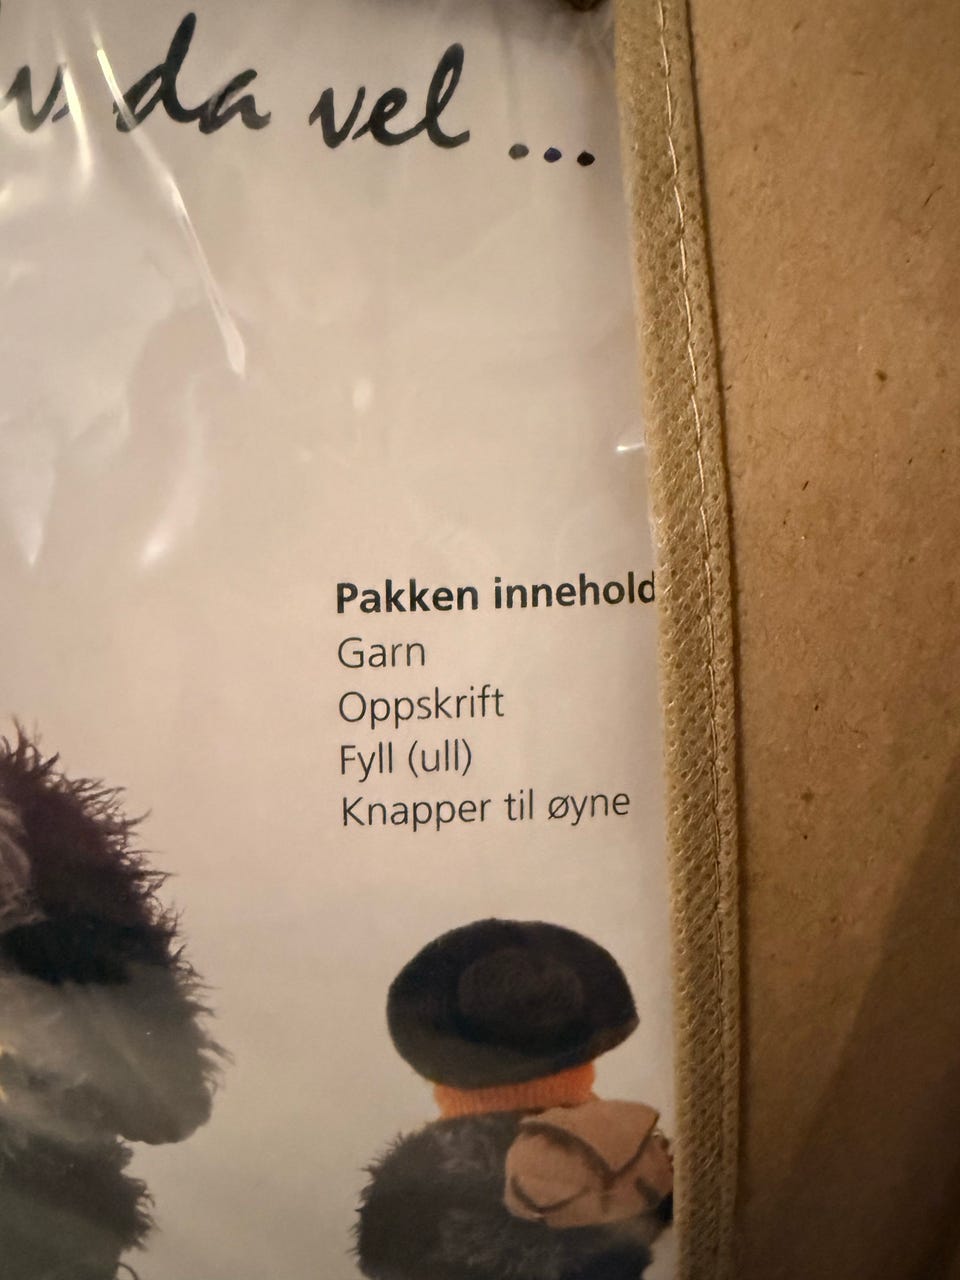 da vel ...
Pakken innehold
Garn
Oppskrift
Fyll (ull)
Knapper til øyne